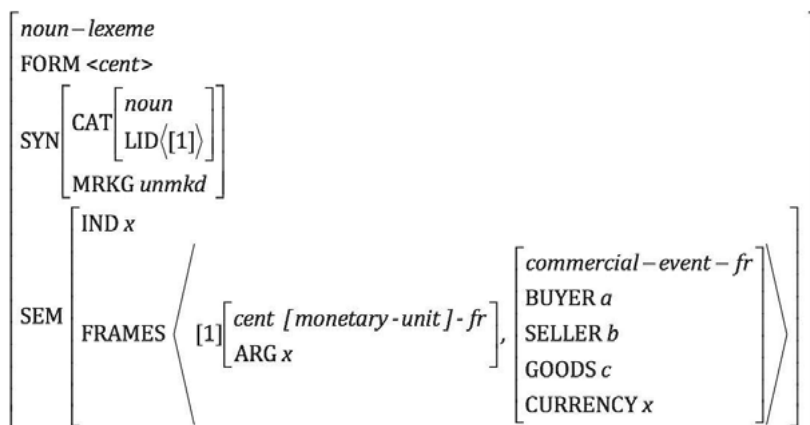 noun–lexeme
FORM <cent>
SYN
CAT
noun
LID⟨[1]⟩
MRKG unmkd
SEM
IND x
FRAMES
[1]
cent [monetary-unit]-fr
ARG x
,
commercial–event–fr
BUYER a
SELLER b
GOODS c
CURRENCY x